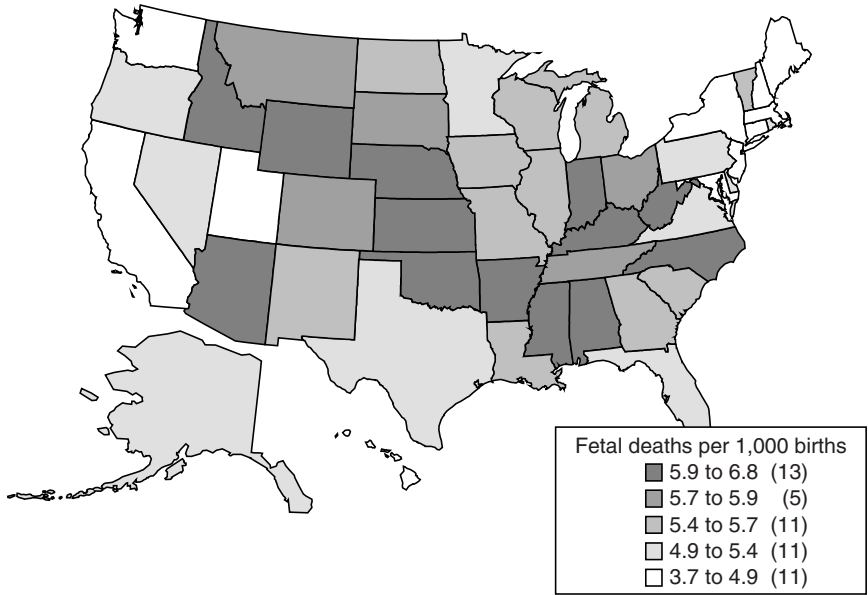 Fetal deaths per 1,000 births
5.9 to 6.8 (13)
5.7 to 5.9 (5)
5.4 to 5.7 (11)
4.9 to 5.4 (11)
3.7 to 4.9 (11)